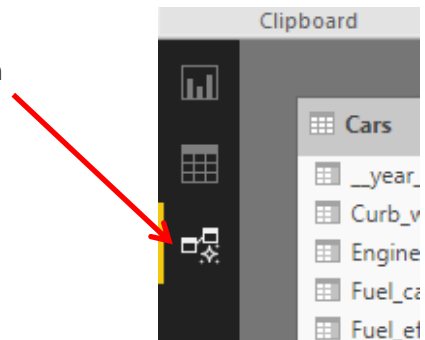 Clipboard
Cars
__year_
Curb_w
Engine
Fuel_ca
Fuel_ef